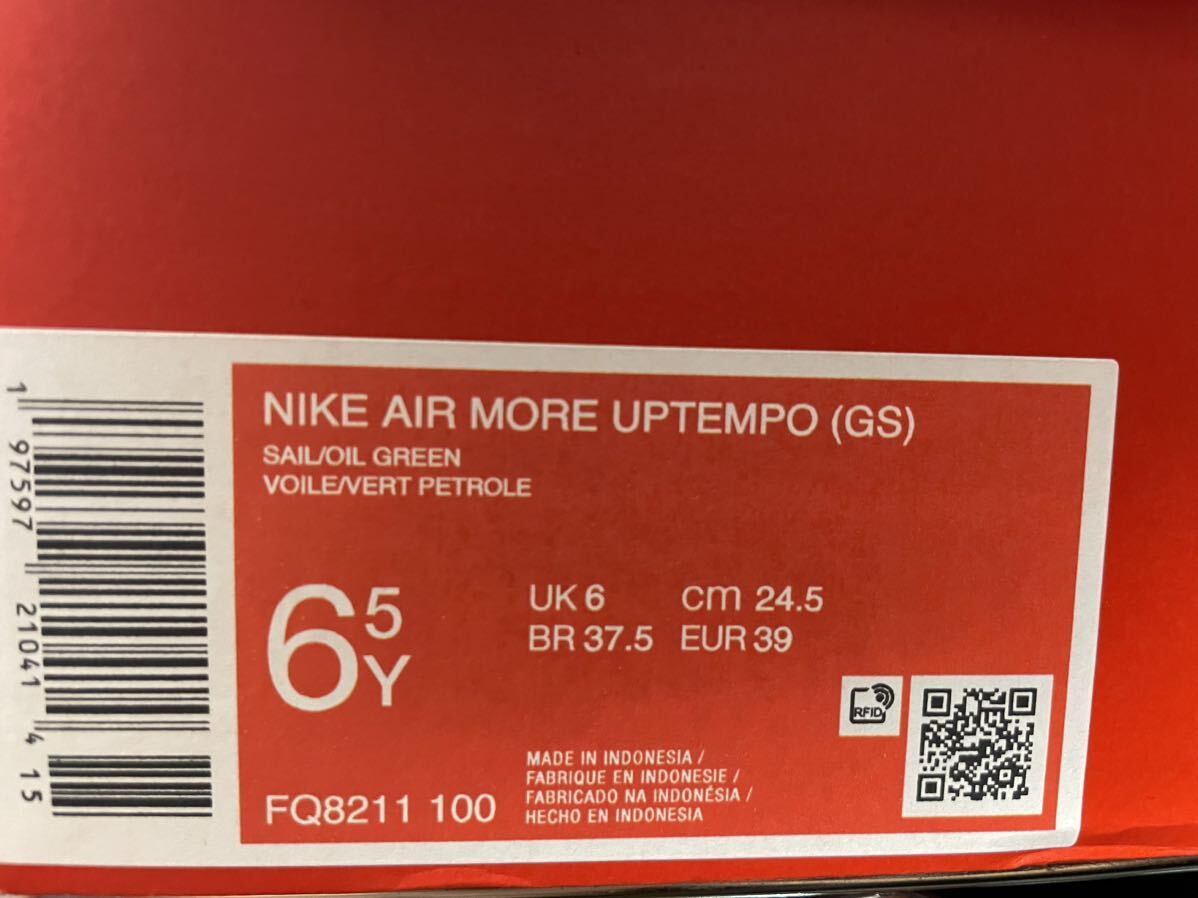 NIKE AIR MORE UPTEMPO (GS)
SAIL/OIL GREEN
VOILE/VERT PETROLE
6 5 Y
UK 6 cm 24.5
BR 37.5 EUR 39
RFID
MADE IN INDONESIA /
FABRIQUE EN INDONESIE /
FABRICADO NA INDONÉSIA /
HECHO EN INDONESIA
FQ8211 100
1 97597 21041 4 15